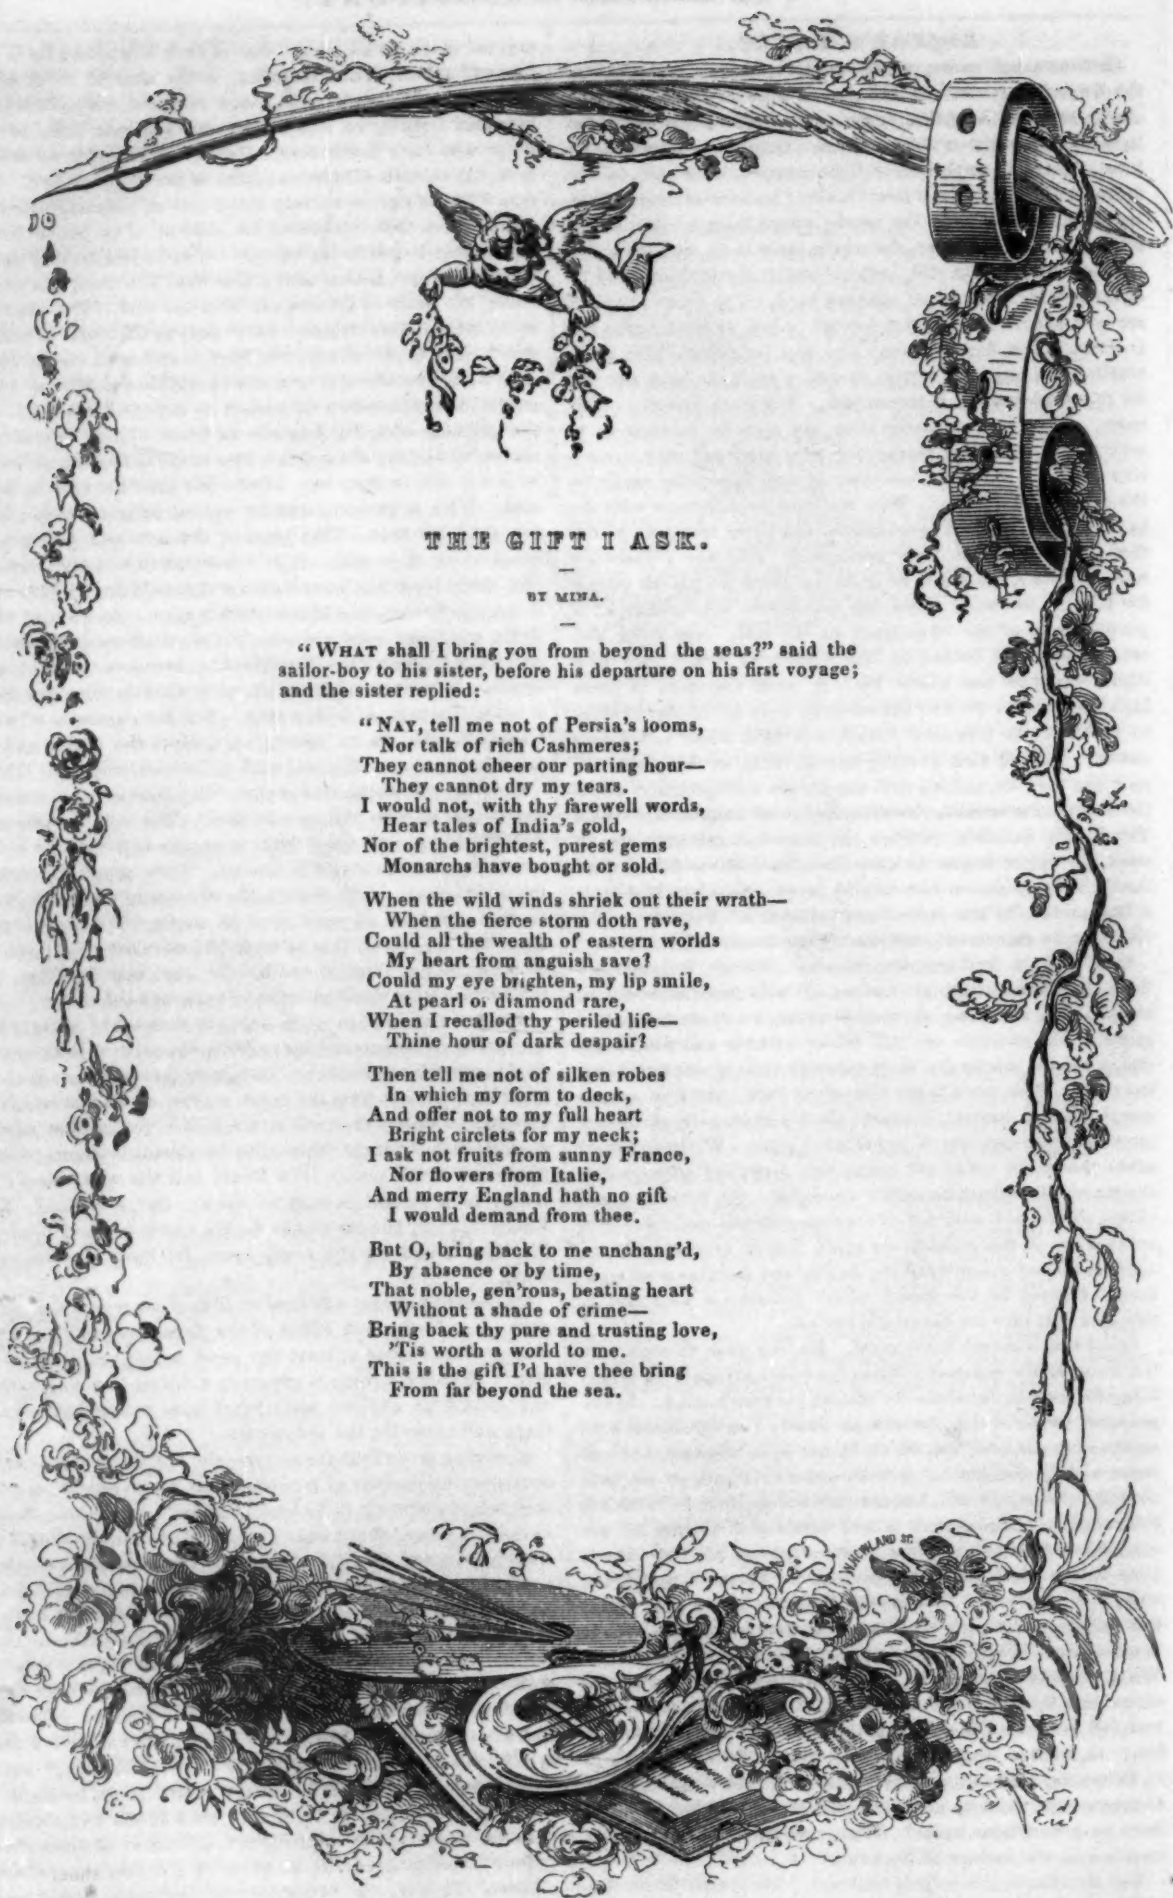 THE GIFT I ASK.
BY MINA.
“WHAT shall I bring you from beyond the seas?” said the
sailor-boy to his sister, before his departure on his first voyage;
and the sister replied:
“NAY, tell me not of Persia’s looms,
Nor talk of rich Cashmeres;
They cannot cheer our parting hour—
They cannot dry my tears.
I would not, with thy farewell words,
Hear tales of India’s gold,
Nor of the brightest, purest gems
Monarchs have bought or sold.
When the wild winds shriek out their wrath—
When the fierce storm doth rave,
Could all the wealth of eastern worlds
My heart from anguish save?
Could my eye brighten, my lip smile,
At pearl or diamond rare,
When I recalled thy periled life—
Thine hour of dark despair?
Then tell me not of silken robes
In which my form to deck,
And offer not to my full heart
Bright circlets for my neck;
I ask not fruits from sunny France,
Nor flowers from Italie,
And merry England hath no gift
I would demand from thee.
But O, bring back to me unchang’d,
By absence or by time,
That noble, gen’rous, beating heart
Without a shade of crime—
Bring back thy pure and trusting love,
’Tis worth a world to me.
This is the gift I’d have thee bring
From far beyond the sea.
HOWLAND SC.